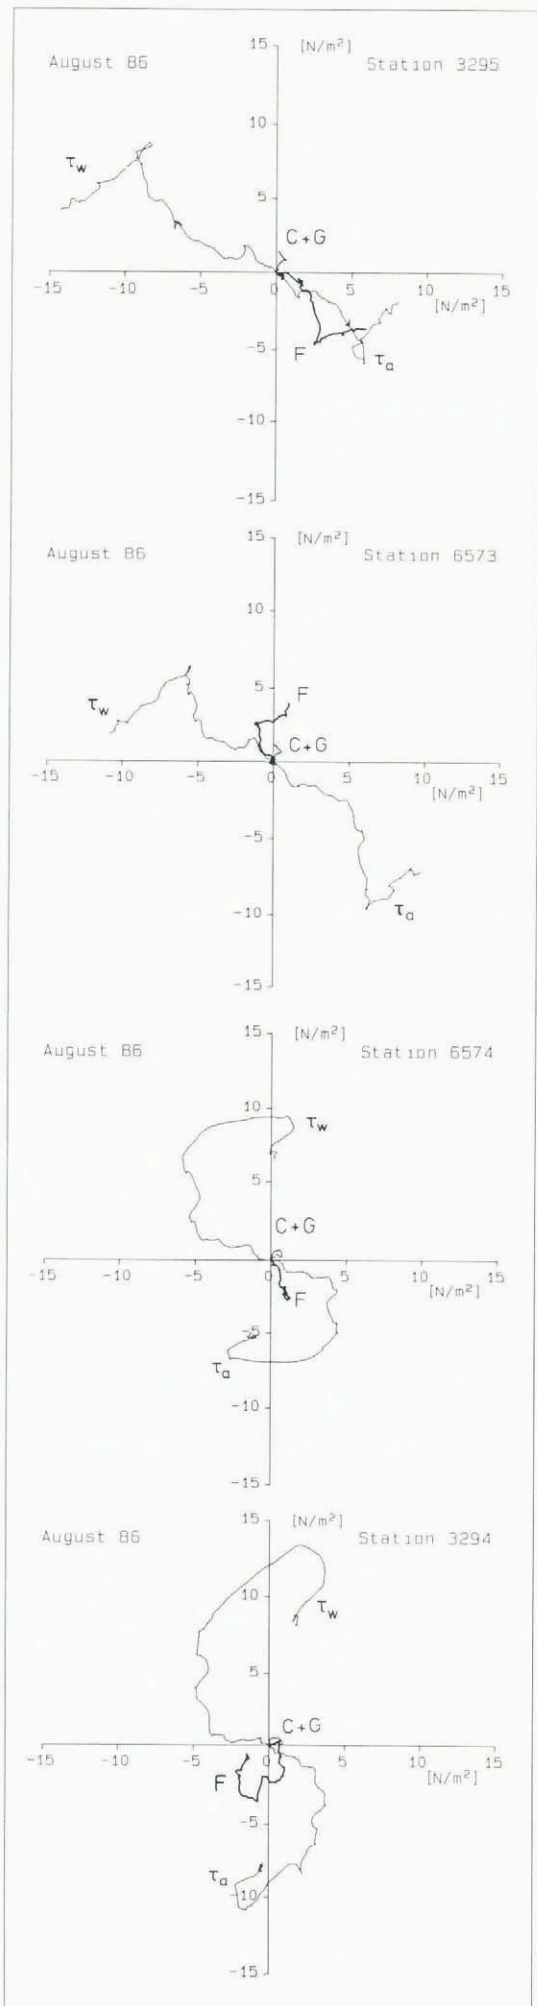 15 [N/m²]
August 86 Station 3295
10
τw
5
C+G
-15 -10 -5 0 5 10 15
[N/m²]
F
-5 τa
-10
-15
15 [N/m²]
August 86 Station 6573
10
5
τw F
C+G
-15 -10 -5 0 5 10 15
[N/m²]
-5
-10 τa
-15
15 [N/m²]
August 86 Station 6574
10
τw
5
C+G
-15 -10 -5 0 5 10 15
[N/m²]
F
-5
τa
-10
-15
15 [N/m²]
August 86 Station 3294
10
τw
5
C+G
-15 -10 -5 0 5 10 15
F [N/m²]
-5
τa
-10
-15